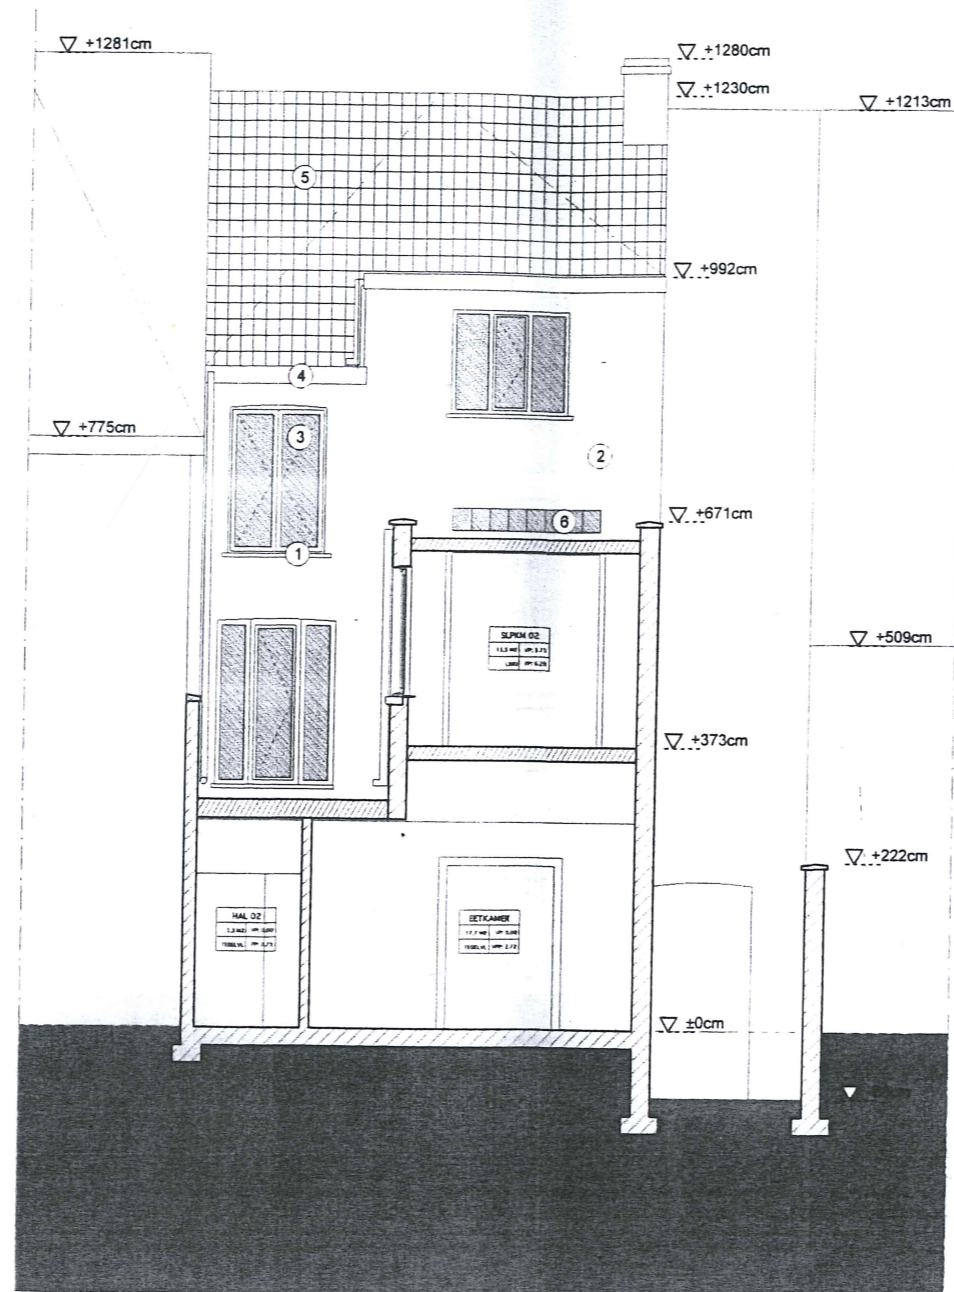 +1281cm
+1280cm
+1230cm
+1213cm
5
+992cm
4
3
+775cm
2
6
+671cm
1
SLPKM 02
+509cm
+373cm
+222cm
HAL 02
EETKAMER
±0cm